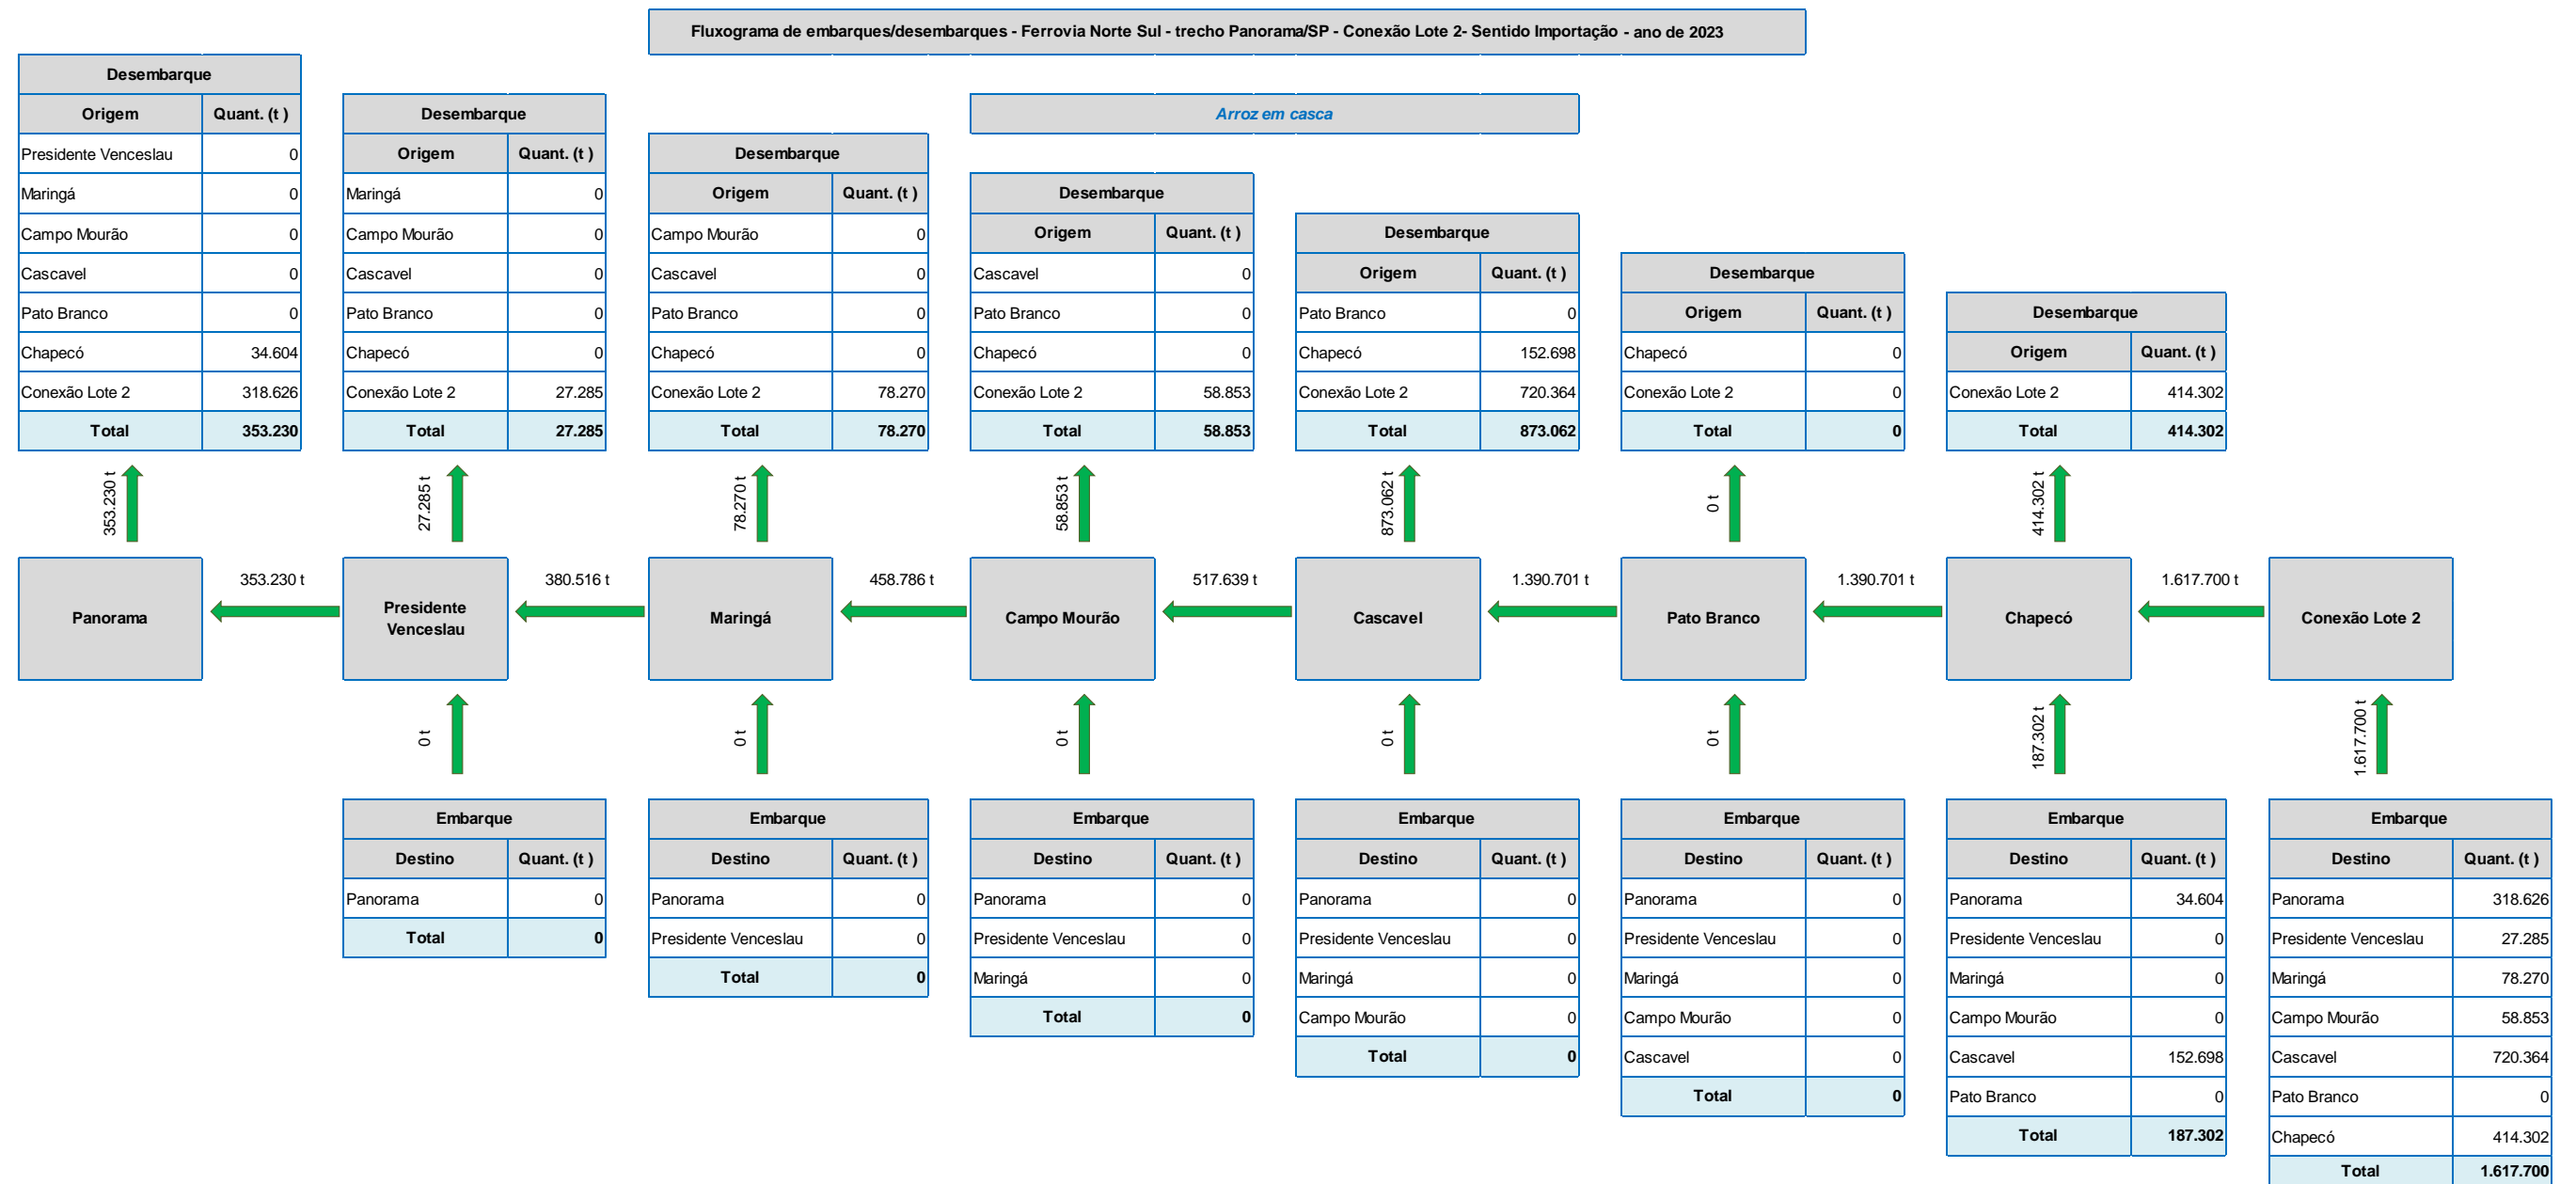 Fluxograma de embarques/desembarques - Ferrovia Norte Sul - trecho Panorama/SP - Conexão Lote 2- Sentido Importação - ano de 2023
Arroz em casca
Desembarque
Origem Quant. (t )
Presidente Venceslau 0
Maringá 0
Campo Mourão 0
Cascavel 0
Pato Branco 0
Chapecó 34.604
Conexão Lote 2 318.626
Total 353.230
Desembarque
Origem Quant. (t )
Maringá 0
Campo Mourão 0
Cascavel 0
Pato Branco 0
Chapecó 0
Conexão Lote 2 27.285
Total 27.285
Desembarque
Origem Quant. (t )
Campo Mourão 0
Cascavel 0
Pato Branco 0
Chapecó 0
Conexão Lote 2 78.270
Total 78.270
Desembarque
Origem Quant. (t )
Cascavel 0
Pato Branco 0
Chapecó 0
Conexão Lote 2 58.853
Total 58.853
Desembarque
Origem Quant. (t )
Pato Branco 0
Chapecó 152.698
Conexão Lote 2 720.364
Total 873.062
Desembarque
Origem Quant. (t )
Chapecó 0
Conexão Lote 2 0
Total 0
Desembarque
Origem Quant. (t )
Conexão Lote 2 414.302
Total 414.302
353.230 t
27.285 t
78.270 t
58.853 t
873.062 t
0 t
414.302 t
Panorama
353.230 t
Presidente
Venceslau
380.516 t
Maringá
458.786 t
Campo Mourão
517.639 t
Cascavel
1.390.701 t
Pato Branco
1.390.701 t
Chapecó
1.617.700 t
Conexão Lote 2
0 t
0 t
0 t
0 t
0 t
187.302 t
1.617.700 t
Embarque
Destino Quant. (t )
Panorama 0
Total 0
Embarque
Destino Quant. (t )
Panorama 0
Presidente Venceslau 0
Total 0
Embarque
Destino Quant. (t )
Panorama 0
Presidente Venceslau 0
Maringá 0
Total 0
Embarque
Destino Quant. (t )
Panorama 0
Presidente Venceslau 0
Maringá 0
Campo Mourão 0
Total 0
Embarque
Destino Quant. (t )
Panorama 0
Presidente Venceslau 0
Maringá 0
Campo Mourão 0
Cascavel 0
Total 0
Embarque
Destino Quant. (t )
Panorama 34.604
Presidente Venceslau 0
Maringá 0
Campo Mourão 0
Cascavel 152.698
Pato Branco 0
Total 187.302
Embarque
Destino Quant. (t )
Panorama 318.626
Presidente Venceslau 27.285
Maringá 78.270
Campo Mourão 58.853
Cascavel 720.364
Pato Branco 0
Chapecó 414.302
Total 1.617.700